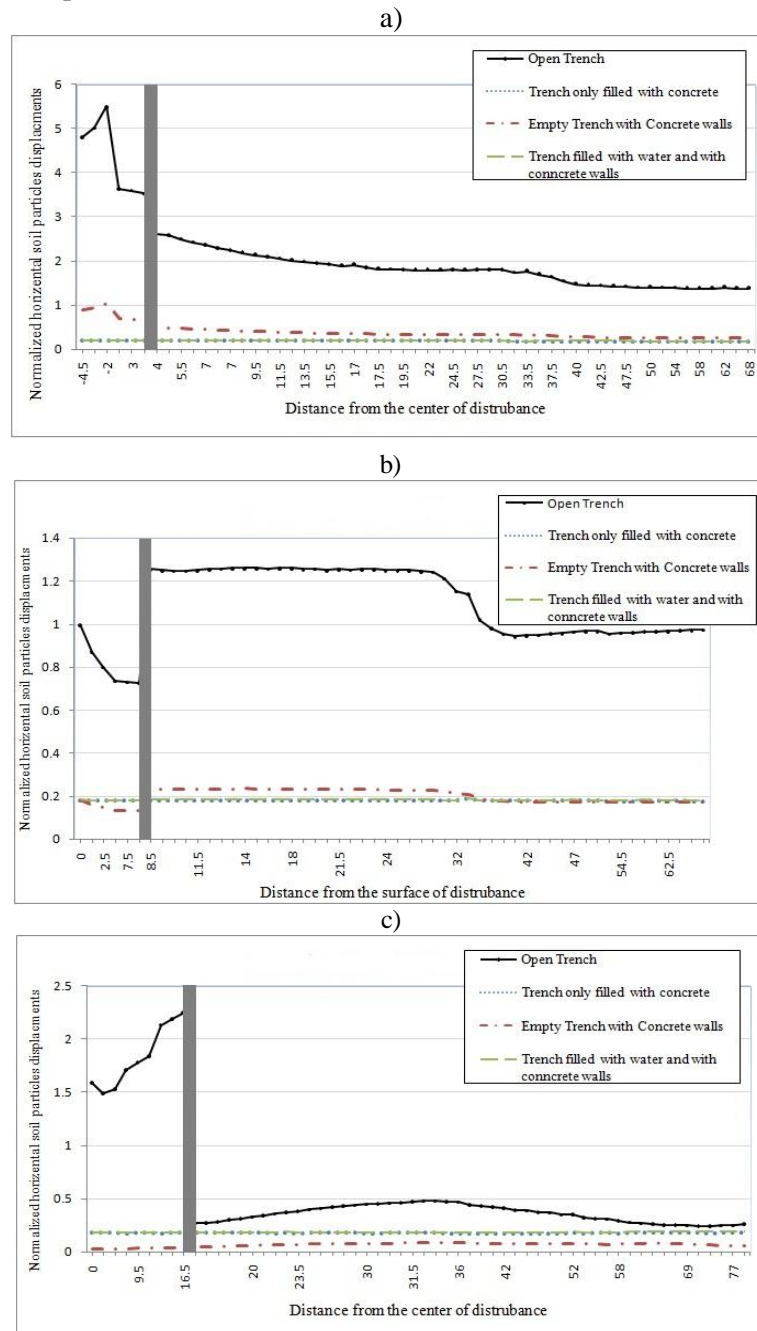 a)
Open Trench
Trench only filled with concrete
Empty Trench with Concrete walls
Trench filled with water and with
conncrete walls
Normalized horizental soil particles displacments
6
5
4
3
2
1
0
-4.5 -2 3 4 5.5 7 7 9.5 11.5 13.5 15 17 17 19.5 22 24.5 27.5 30.5 33.5 37.5 40 42.5 47.5 50 54 58 62 68
Distance from the center of distrubance
b)
Open Trench
Trench only filled with concrete
Empty Trench with Concrete walls
Trench filled with water and with
conncrete walls
Normalized horizental soil particles displacments
1.4
1.2
1
0.8
0.6
0.4
0.2
0
0 2.5 7.5 8.5 11.5 14 18 21.5 24 32 42 47 54.5 62.5
Distance from the surface of distrubance
c)
Open Trench
Trench only filled with concrete
Empty Trench with Concrete walls
Trench filled with water and with
conncrete walls
Normalized horizental soil particles displacments
2.5
2
1.5
1
0.5
0
0 9.5 16.5 20 23.5 30 31.5 36 42 52 58 69 77
Distance from the center of distrubance